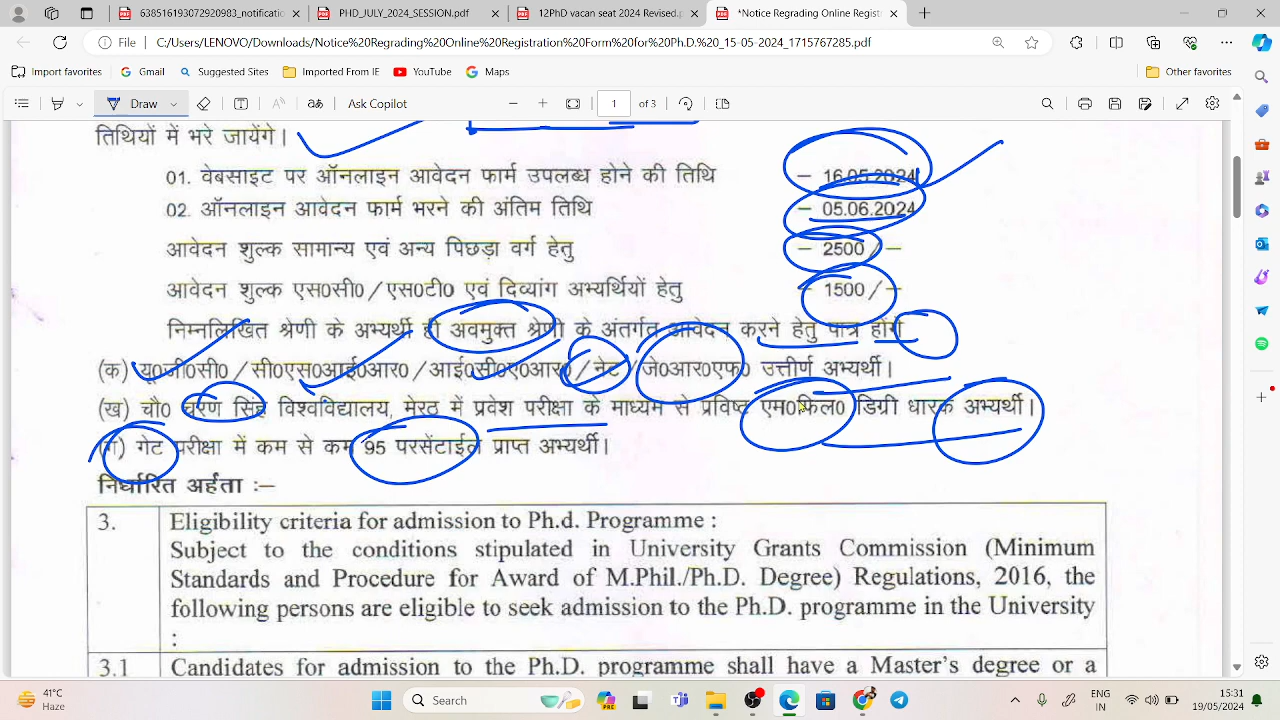 638516193072920983_notificatio
PHD_JULY_2024_SESSION.pdf
12PhD vacan seat 2024 Revised.p
*Notice Regrading Online Regist
File
C:/Users/LENOVO/Downloads/Notice%20Regrading%20Online%20Registration%20Form%20for%20Ph.D.%20_15-05-2024_1715767285.pdf
Import favorites
Gmail
Suggested Sites
Imported From IE
YouTube
Maps
Other favorites
Draw
Ask Copilot
1 of 3
तिथियों में भरे जायेंगे।
01. वेबसाइट पर ऑनलाइन आवेदन फार्म उपलब्ध होने की तिथि – 16.05.2024
02. ऑनलाइन आवेदन फार्म भरने की अंतिम तिथि – 05.06.2024
आवेदन शुल्क सामान्य एवं अन्य पिछड़ा वर्ग हेतु – 2500/–
आवेदन शुल्क एस0सी0/एस0टी0 एवं दिव्यांग अभ्यर्थियों हेतु – 1500/–
निम्नलिखित श्रेणी के अभ्यर्थी ही अवमुक्त श्रेणी के अंतर्गत आवेदन करने हेतु पात्र होंगे
(क) यू0जी0सी0/सी0एस0आई0आर0/आई0सी0ए0आर0/नेट/जे0आर0एफ0 उत्तीर्ण अभ्यर्थी।
(ख) चौ0 चरण सिंह विश्वविद्यालय, मेरठ में प्रवेश परीक्षा के माध्यम से प्रविष्ट एम0फिल0 डिग्री धारक अभ्यर्थी।
(ग) गेट परीक्षा में कम से कम 95 परसेंटाईल प्राप्त अभ्यर्थी।
निर्धारित अर्हता :–
3. Eligibility criteria for admission to Ph.d. Programme :
Subject to the conditions stipulated in University Grants Commission (Minimum
Standards and Procedure for Award of M.Phil./Ph.D. Degree) Regulations, 2016, the
following persons are eligible to seek admission to the Ph.D. programme in the University
:
3.1 Candidates for admission to the Ph.D. programme shall have a Master's degree or a
41°C
Haze
Search
ENG
IN
15:31
19/05/2024